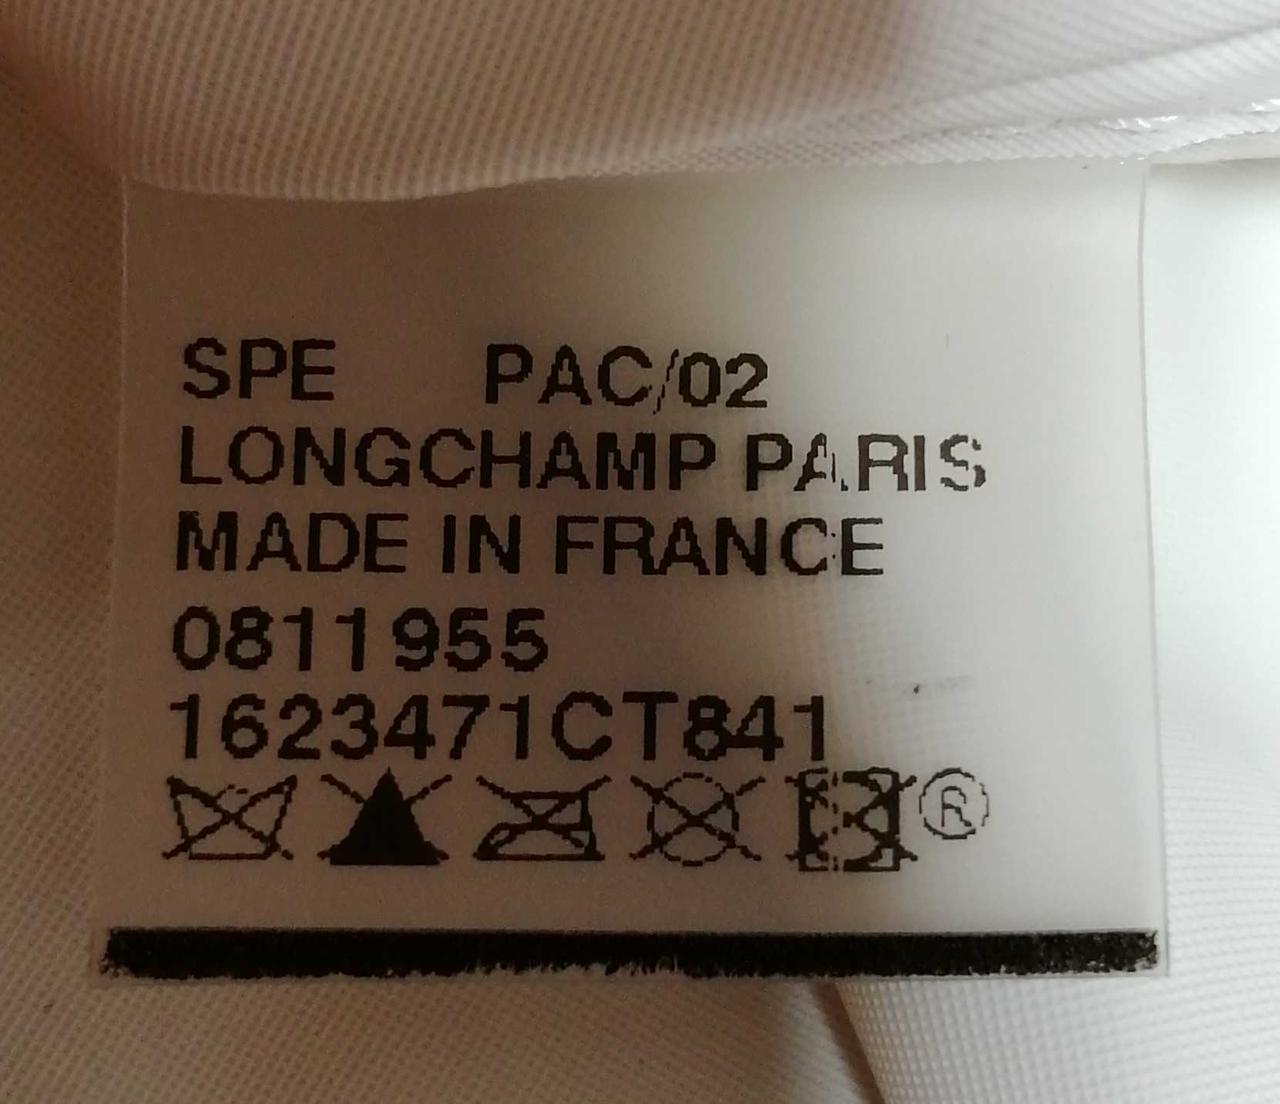 SPE PAC/02
LONGCHAMP PARIS
MADE IN FRANCE
0811955
1623471CT841
®